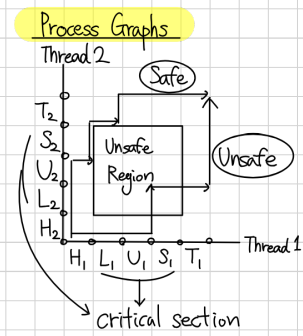 Process Graphs
Thread 2
Safe
T₂
S₂
Unsafe
U₂
Region
Unsafe
L₂
H₂
Thread 1
H₁ L₁ U₁ S₁ T₁
critical section